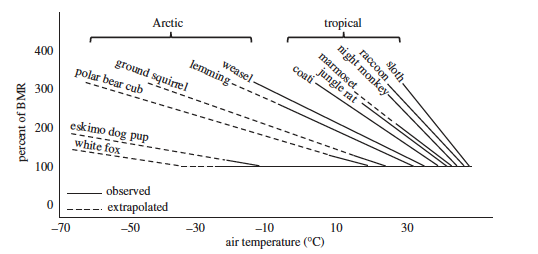 Arctic
tropical
400
300
200
100
0
percent of BMR
polar bear cub
ground squirrel
lemming
weasel
coati
jungle rat
marmoset
night monkey
raccoon
sloth
eskimo dog pup
white fox
observed
extrapolated
–70
–50
–30
–10
10
30
air temperature (°C)